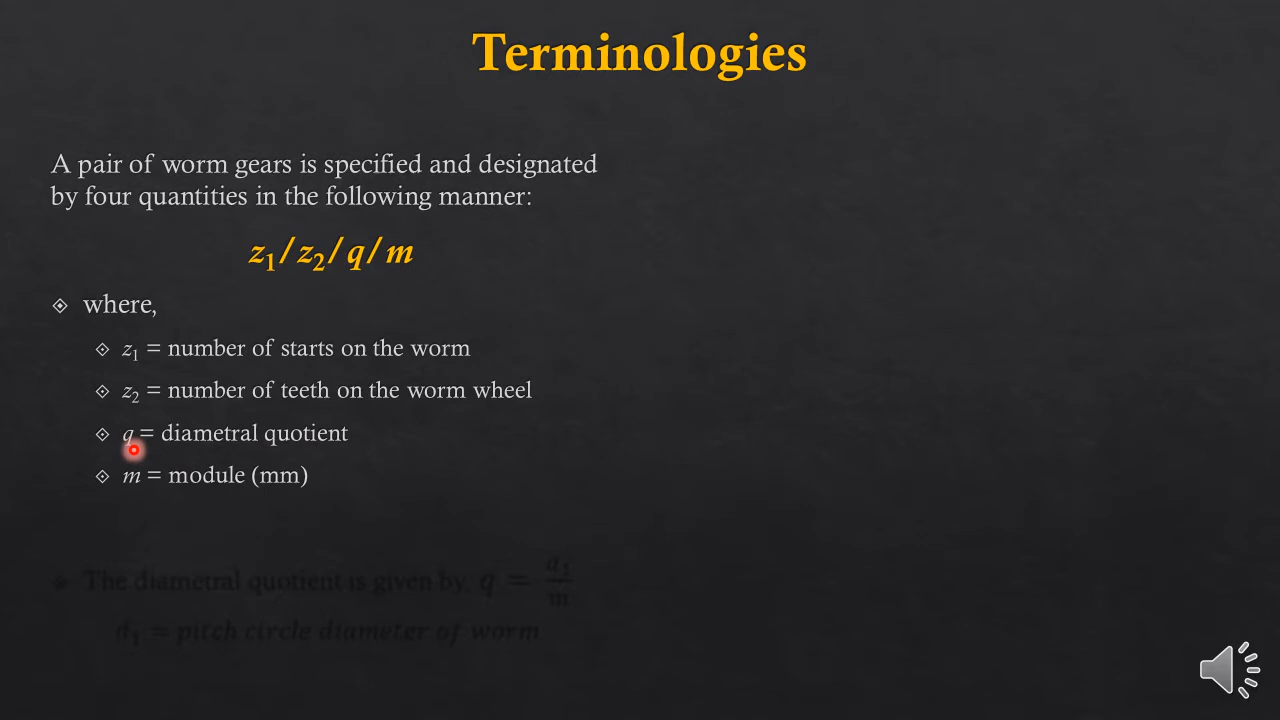 Terminologies
A pair of worm gears is specified and designated
by four quantities in the following manner:
z₁/z₂/q/m
where,
z₁ = number of starts on the worm
z₂ = number of teeth on the worm wheel
q = diametral quotient
m = module (mm)
The diametral quotient is given by q = d₁/m
d₁ = pitch circle diameter of worm